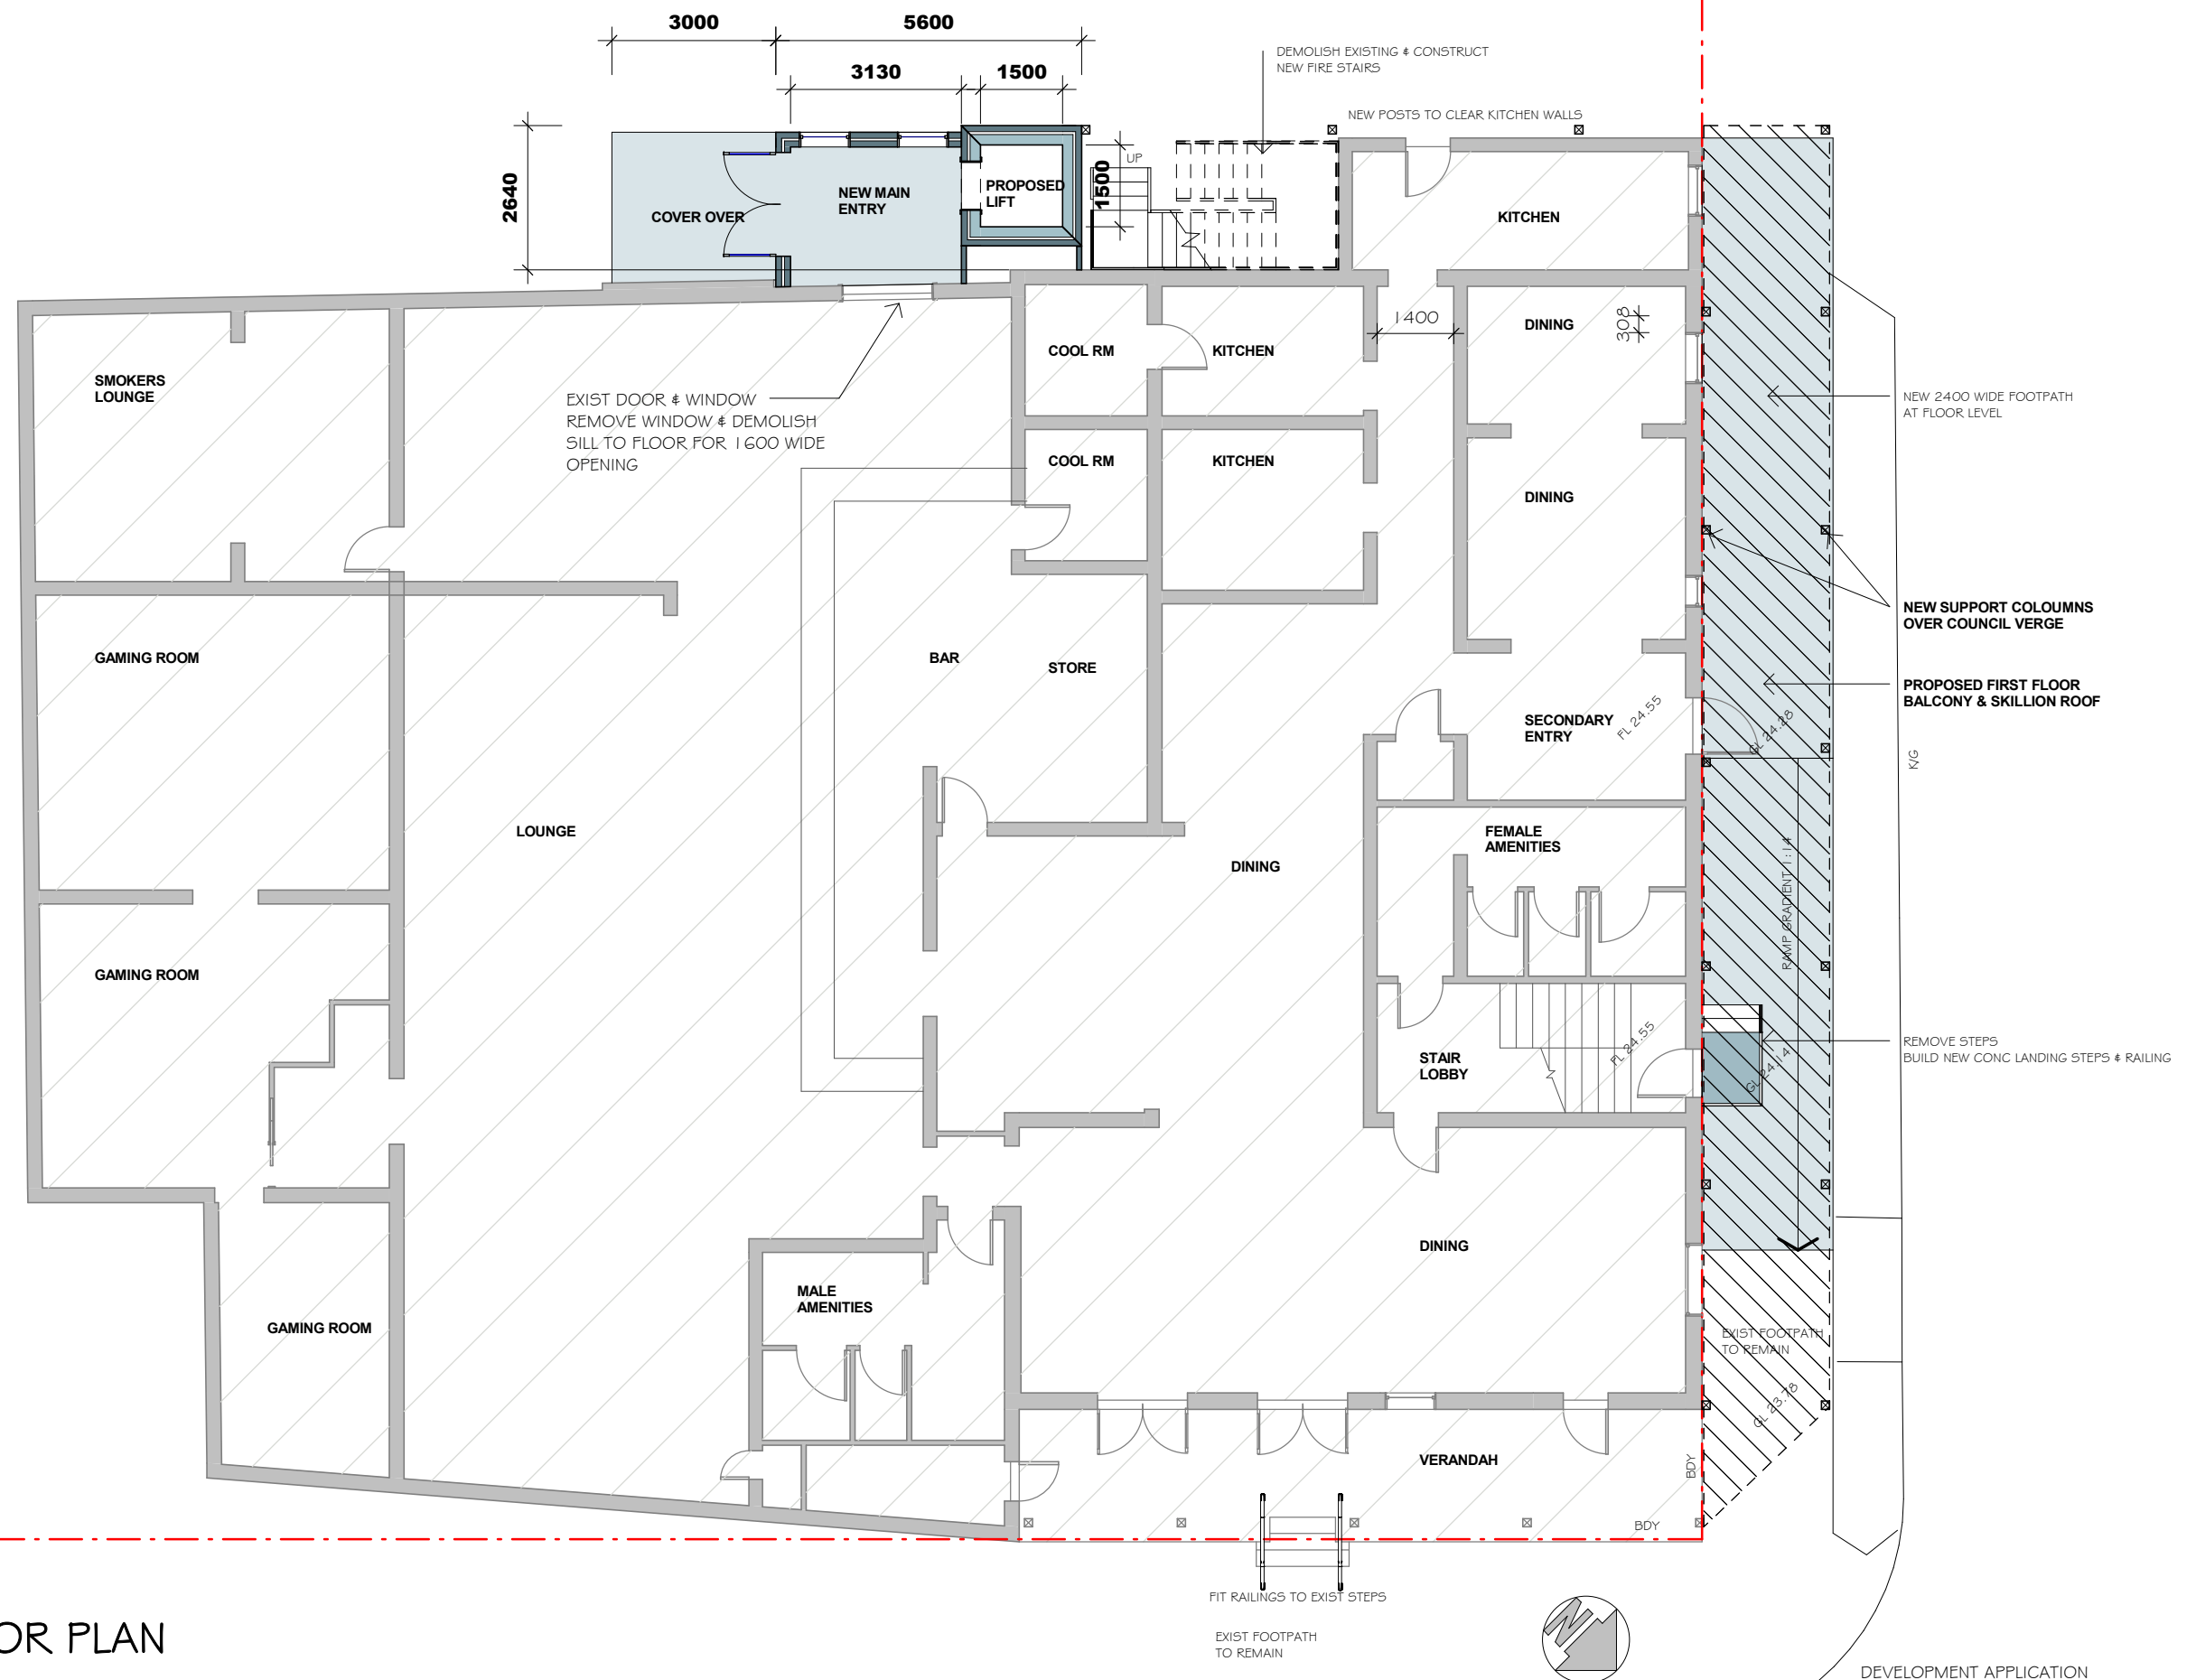 3000
5600
3130
1500
DEMOLISH EXISTING & CONSTRUCT
NEW FIRE STAIRS
NEW POSTS TO CLEAR KITCHEN WALLS
2640
COVER OVER
NEW MAIN
ENTRY
PROPOSED
LIFT
1500
UP
KITCHEN
SMOKERS
LOUNGE
EXIST DOOR & WINDOW
REMOVE WINDOW & DEMOLISH
SILL TO FLOOR FOR 1600 WIDE
OPENING
COOL RM
KITCHEN
1400
DINING
308
COOL RM
KITCHEN
DINING
NEW 2400 WIDE FOOTPATH
AT FLOOR LEVEL
NEW SUPPORT COLOUMNS
OVER COUNCIL VERGE
GAMING ROOM
BAR
STORE
PROPOSED FIRST FLOOR
BALCONY & SKILLION ROOF
SECONDARY
ENTRY
FL 24.55
GL 24.28
K/G
LOUNGE
DINING
FEMALE
AMENITIES
RAMP GRADIENT 1:14
GAMING ROOM
STAIR
LOBBY
FL 24.55
GL 24.14
REMOVE STEPS
BUILD NEW CONC LANDING STEPS & RAILING
DINING
MALE
AMENITIES
GAMING ROOM
EXIST FOOTPATH
TO REMAIN
GL 23.78
VERANDAH
BDY
BDY
FIT RAILINGS TO EXIST STEPS
EXIST FOOTPATH
TO REMAIN
N
OR PLAN
DEVELOPMENT APPLICATION